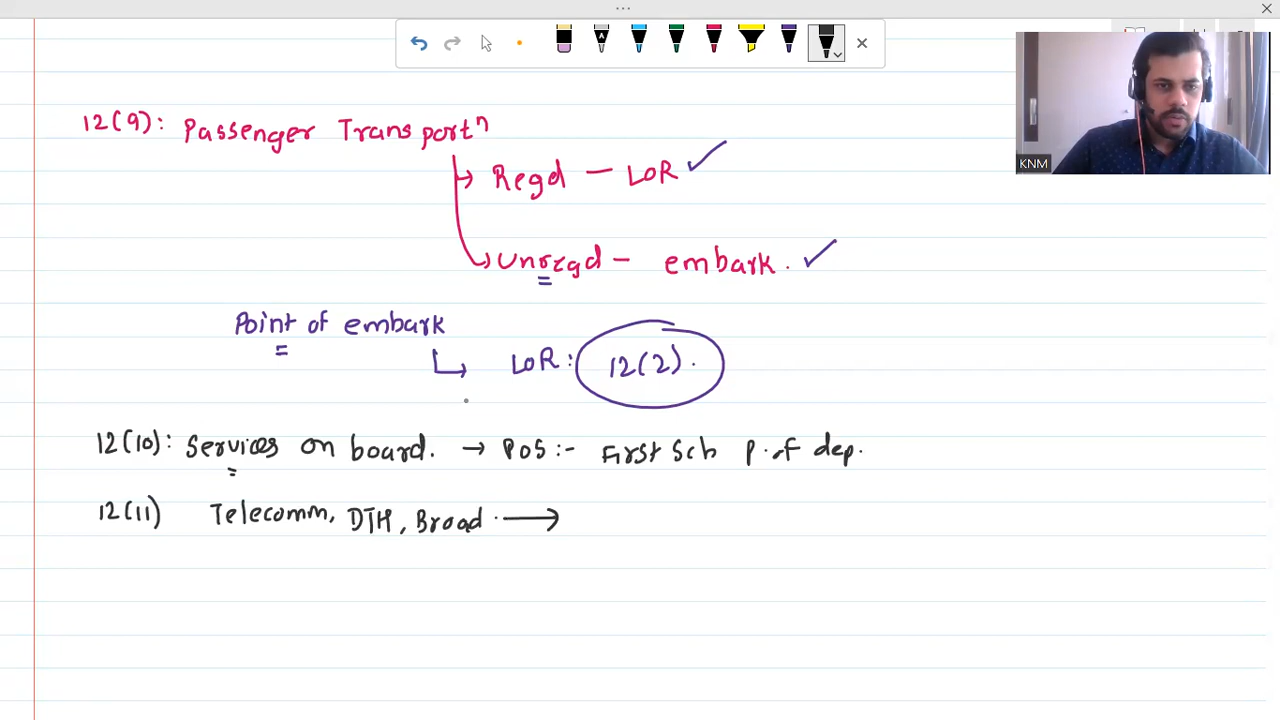 12(9): Passenger Transportn
Regd - LOR ✓
Unregd - embark. ✓
Point of embark
LOR: 12(2).
12(10): Services on board. → POS:- First Sch P. of dep.
12(11) Telecomm, DTH, Broad. →
KNM